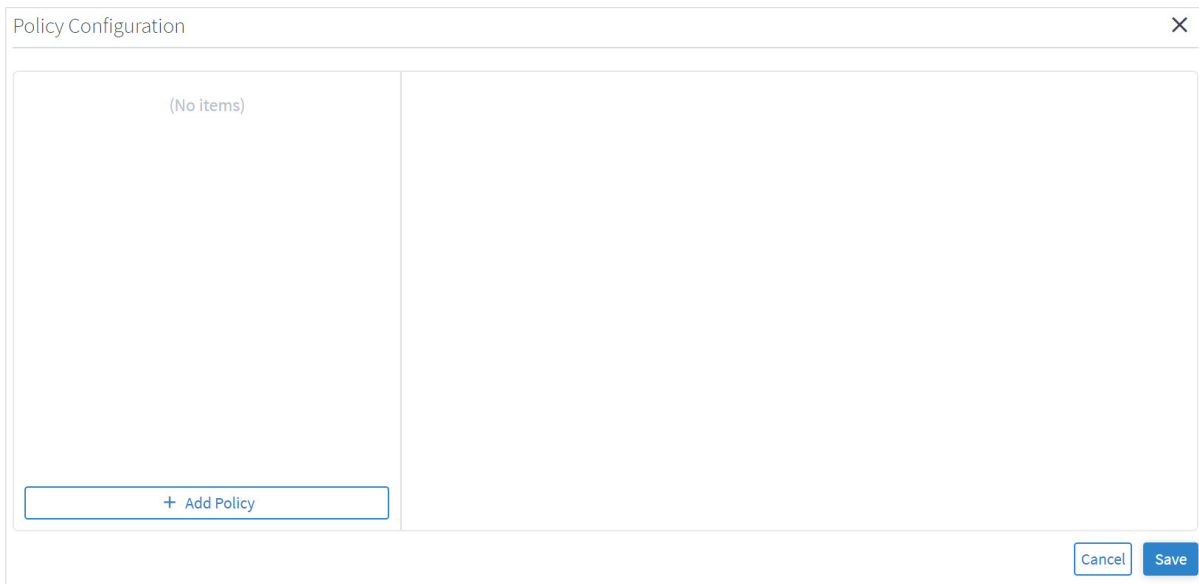 Policy Configuration
(No items)
+ Add Policy
Cancel
Save